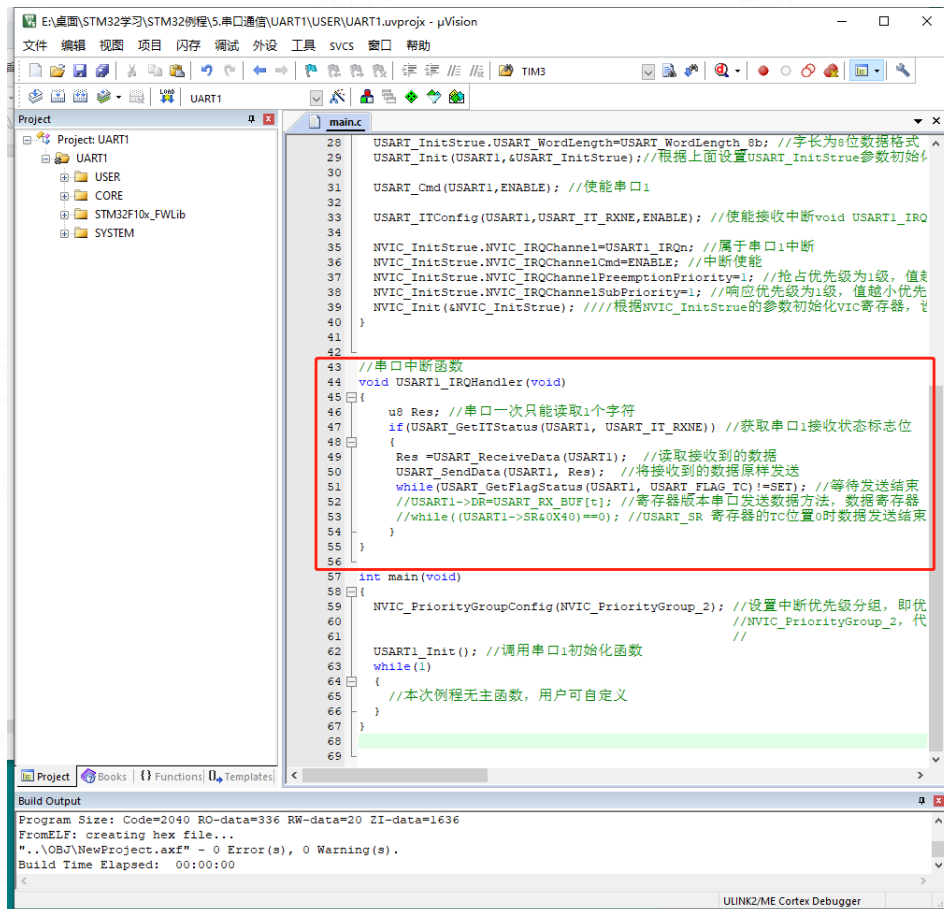 E:\桌面\STM32学习\STM32例程\5.串口通信\UART1\USER\UART1.uvprojx - µVision
文件 编辑 视图 项目 闪存 调试 外设 工具 SVCS 窗口 帮助
TIM3
LOAD UART1
Project
main.c
Project: UART1
UART1
USER
CORE
STM32F10x_FWLib
SYSTEM
28 USART_InitStrue.USART_WordLength=USART_WordLength_8b; //字长为8位数据格式
29 USART_Init(USART1,&USART_InitStrue);//根据上面设置USART_InitStrue参数初始
30
31 USART_Cmd(USART1,ENABLE); //使能串口1
32
33 USART_ITConfig(USART1,USART_IT_RXNE,ENABLE); //使能接收中断void USART1_IRQ
34
35 NVIC_InitStrue.NVIC_IRQChannel=USART1_IRQn; //属于串口1中断
36 NVIC_InitStrue.NVIC_IRQChannelCmd=ENABLE; //中断使能
37 NVIC_InitStrue.NVIC_IRQChannelPreemptionPriority=1; //抢占优先级为1级，值越
38 NVIC_InitStrue.NVIC_IRQChannelSubPriority=1; //响应优先级为1级，值越小优先
39 NVIC_Init(&NVIC_InitStrue); ////根据NVIC_InitStrue的参数初始化VIC寄存器，
40 }
41
42
43 //串口中断函数
44 void USART1_IRQHandler(void)
45 {
46 u8 Res; //串口一次只能读取1个字符
47 if(USART_GetITStatus(USART1, USART_IT_RXNE)) //获取串口1接收状态标志位
48 {
49 Res =USART_ReceiveData(USART1); //读取接收到的数据
50 USART_SendData(USART1, Res); //将接收到的数据原样发送
51 while(USART_GetFlagStatus(USART1, USART_FLAG_TC)!=SET); //等待发送结束
52 //USART1->DR=USART_RX_BUF[t]; //寄存器版本串口发送数据方法，数据寄存器
53 //while((USART1->SR&0X40)==0); //USART_SR 寄存器的TC位置0时数据发送结束
54 }
55 }
56
57 int main(void)
58 {
59 NVIC_PriorityGroupConfig(NVIC_PriorityGroup_2); //设置中断优先级分组，即优
60 //NVIC_PriorityGroup_2，代
61 //
62 USART1_Init(); //调用串口1初始化函数
63 while(1)
64 {
65 //本次例程无主函数，用户可自定义
66 }
67 }
68
69
Project Books {} Functions Templates
Build Output
Program Size: Code=2040 RO-data=336 RW-data=20 ZI-data=1636
FromELF: creating hex file...
"..\OBJ\NewProject.axf" - 0 Error(s), 0 Warning(s).
Build Time Elapsed:  00:00:00
ULINK2/ME Cortex Debugger